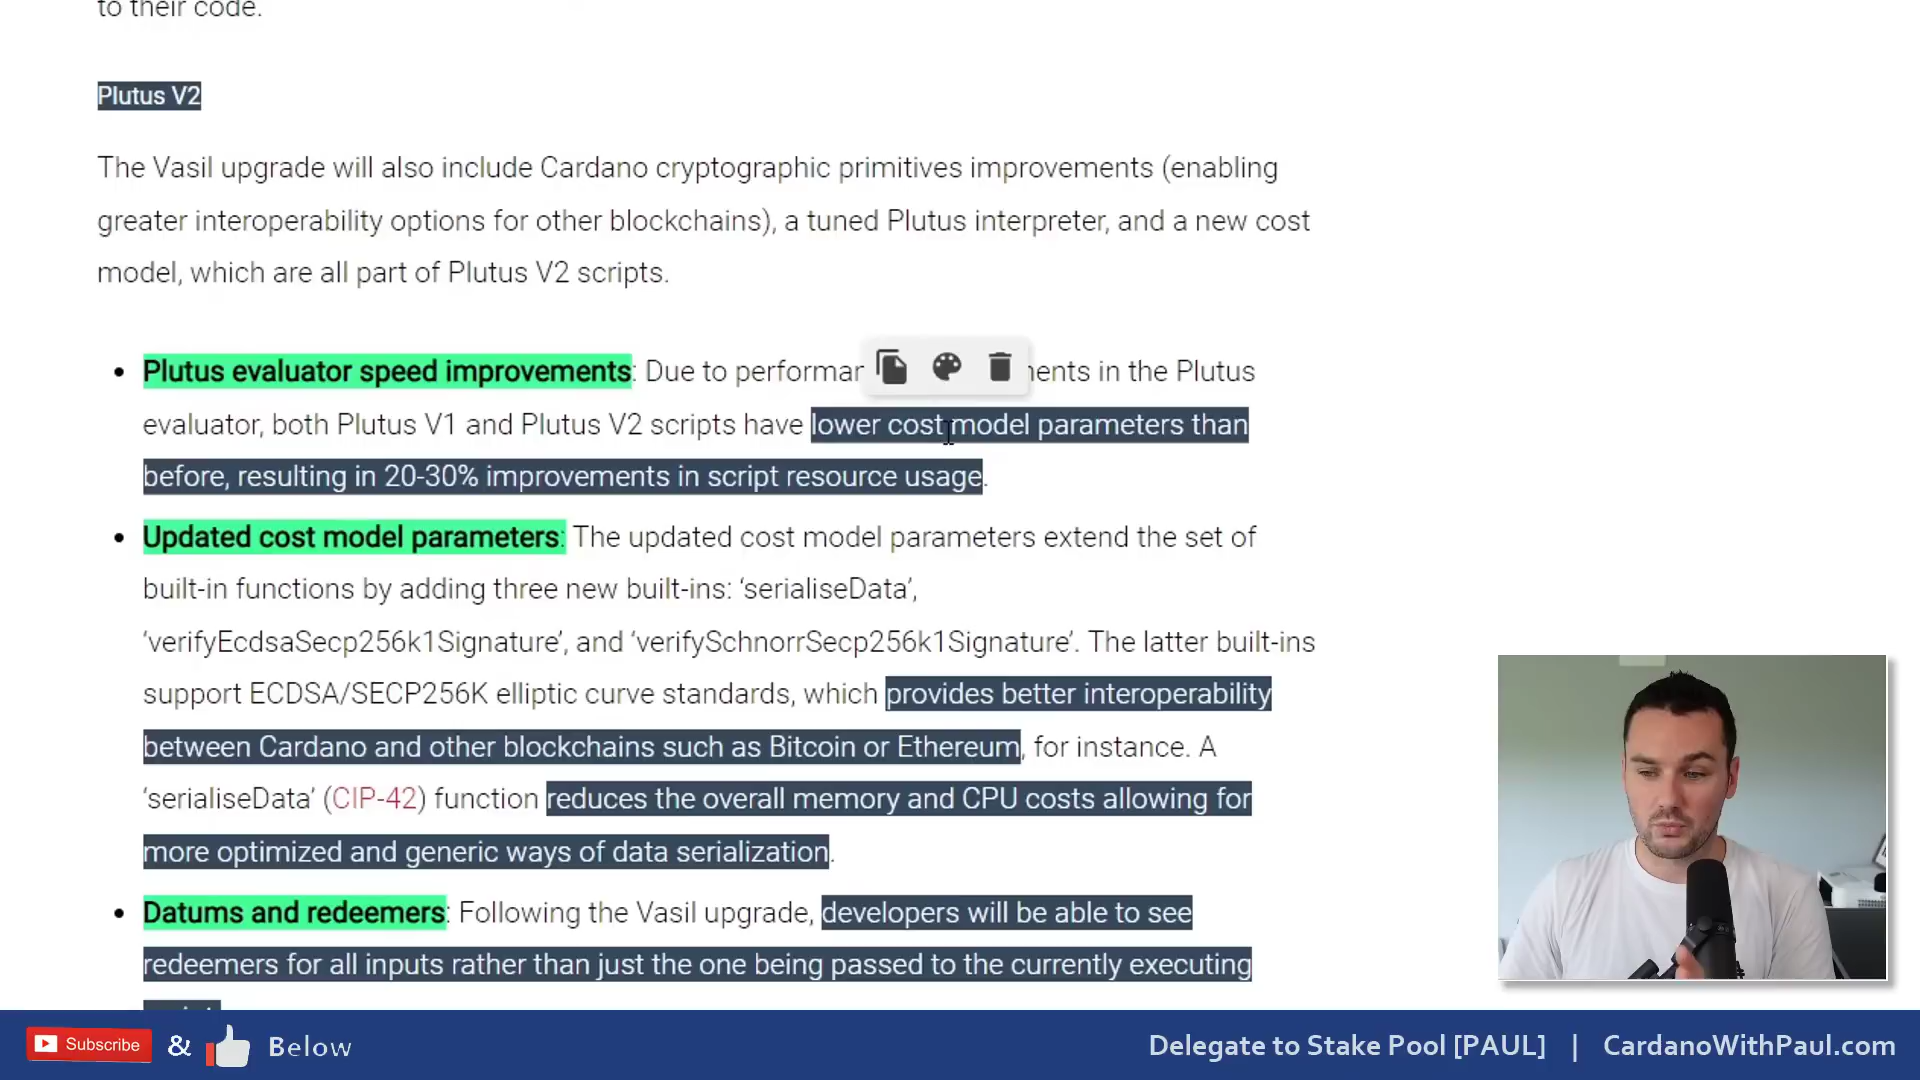 to their code.
Plutus V2
The Vasil upgrade will also include Cardano cryptographic primitives improvements (enabling
greater interoperability options for other blockchains), a tuned Plutus interpreter, and a new cost
model, which are all part of Plutus V2 scripts.
• Plutus evaluator speed improvements: Due to in the Plutus
evaluator, both Plutus V1 and Plutus V2 scripts have lower cost model parameters than
before, resulting in 20-30% improvements in script resource usage.
• Updated cost model parameters: The updated cost model parameters extend the set of
built-in functions by adding three new built-ins: ‘serialiseData’,
‘verifyEcdsaSecp256k1Signature’, and ‘verifySchnorrSecp256k1Signature’. The latter built-ins
support ECDSA/SECP256K elliptic curve standards, which provides better interoperability
between Cardano and other blockchains such as Bitcoin or Ethereum, for instance. A
‘serialiseData’ (CIP-42) function reduces the overall memory and CPU costs allowing for
more optimized and generic ways of data serialization.
• Datums and redeemers: Following the Vasil upgrade, developers will be able to see
redeemers for all inputs rather than just the one being passed to the currently executing
Subscribe & Below Delegate to Stake Pool [PAUL] | CardanoWithPaul.com